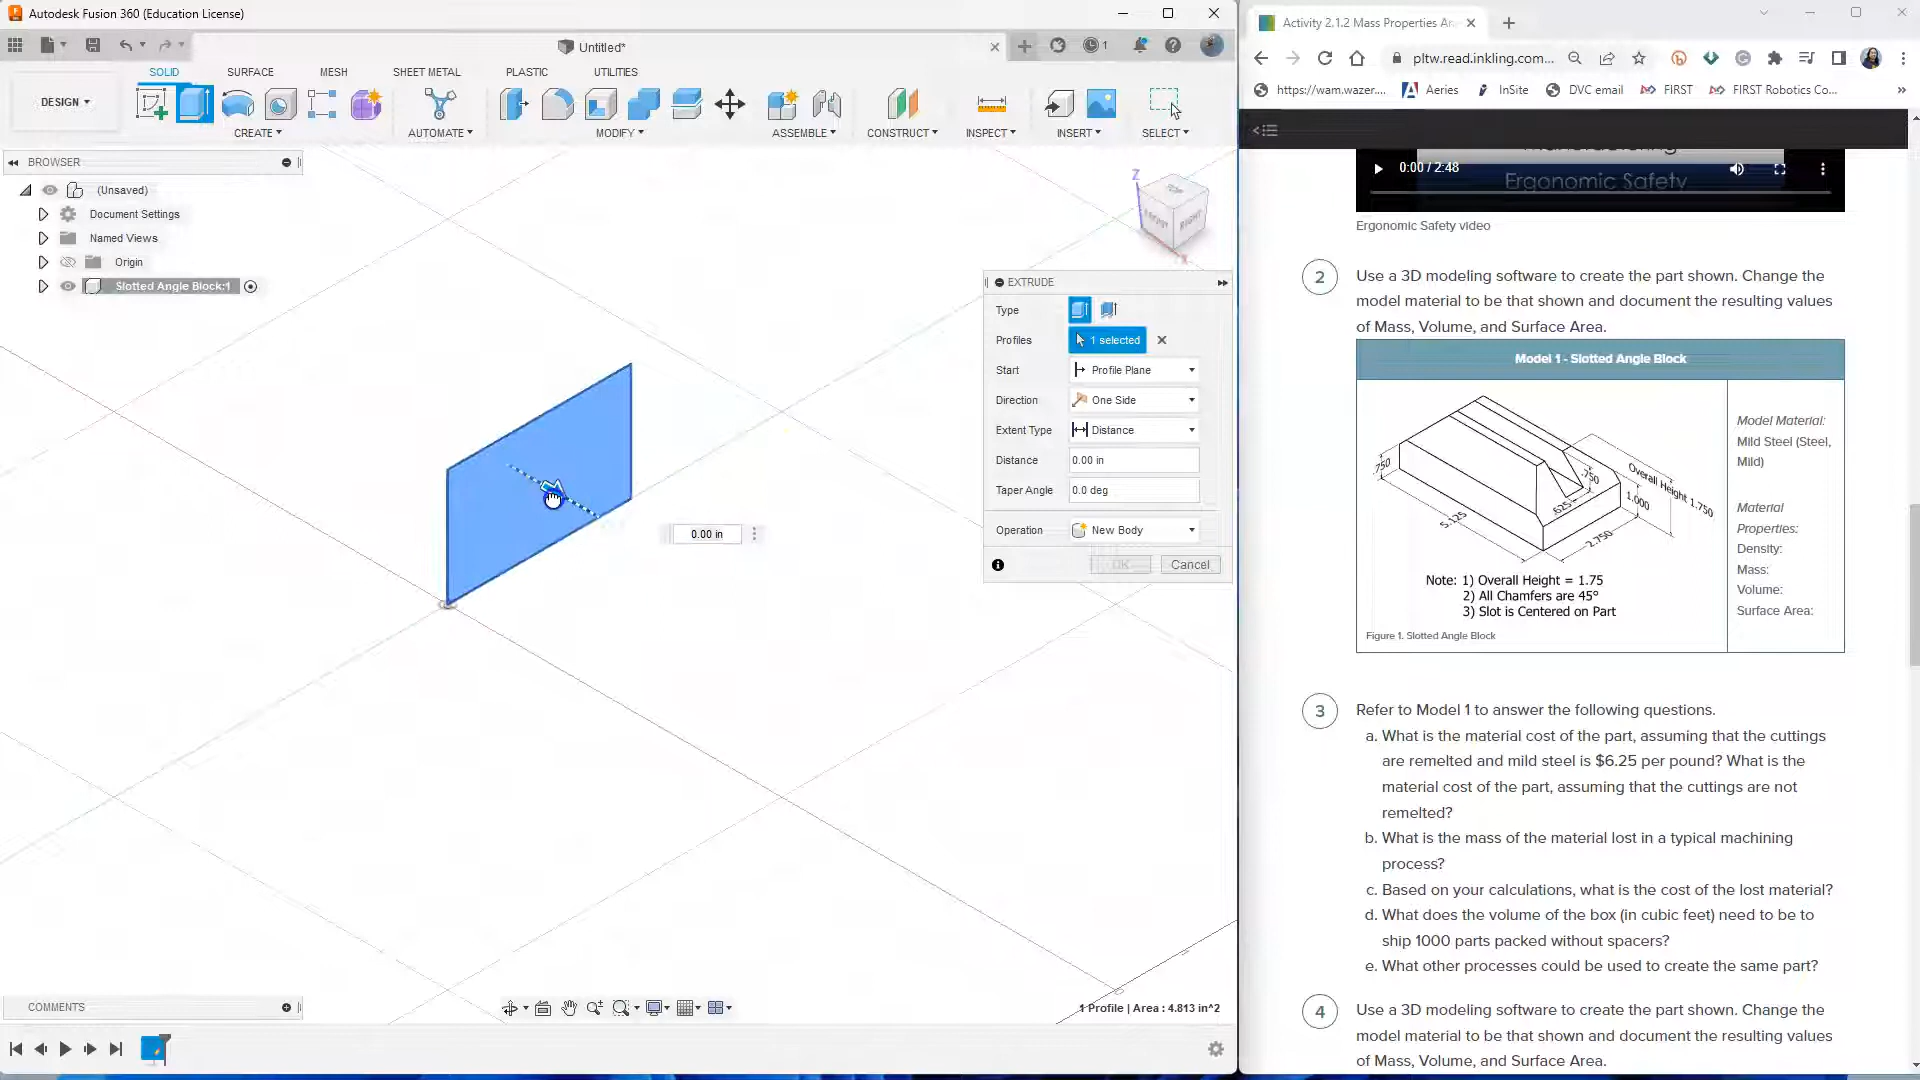 Autodesk Fusion 360 (Education License)
Untitled*
1
DESIGN
SOLID
SURFACE
MESH
SHEET METAL
PLASTIC
UTILITIES
CREATE
AUTOMATE
MODIFY
ASSEMBLE
CONSTRUCT
INSPECT
INSERT
SELECT
BROWSER
(Unsaved)
Document Settings
Named Views
Origin
Slotted Angle Block:1
Z
TOP
FRONT
RIGHT
X
EXTRUDE
Type
Profiles
1 selected
Start
Profile Plane
Direction
One Side
Extent Type
Distance
Distance
0.00 in
Taper Angle
0.0 deg
Operation
New Body
OK
Cancel
0.00 in
COMMENTS
1 Profile | Area : 4.813 in^2
Activity 2.1.2 Mass Properties An
pltw.read.inkling.com...
https://wam.wazer....
Aeries
InSite
DVC email
FIRST
FIRST Robotics Co...
0:00 / 2:48
Ergonomic Safety
Ergonomic Safety video
2
Use a 3D modeling software to create the part shown. Change the
model material to be that shown and document the resulting values
of Mass, Volume, and Surface Area.
Model 1 - Slotted Angle Block
.750
5.125
.625
.750
2.750
1.000
Overall Height 1.750
Note: 1) Overall Height = 1.75
2) All Chamfers are 45°
3) Slot is Centered on Part
Figure 1. Slotted Angle Block
Model Material:
Mild Steel (Steel,
Mild)
Material
Properties:
Density:
Mass:
Volume:
Surface Area:
3
Refer to Model 1 to answer the following questions.
a. What is the material cost of the part, assuming that the cuttings
are remelted and mild steel is $6.25 per pound? What is the
material cost of the part, assuming that the cuttings are not
remelted?
b. What is the mass of the material lost in a typical machining
process?
c. Based on your calculations, what is the cost of the lost material?
d. What does the volume of the box (in cubic feet) need to be to
ship 1000 parts packed without spacers?
e. What other processes could be used to create the same part?
4
Use a 3D modeling software to create the part shown. Change the
model material to be that shown and document the resulting values
of Mass, Volume, and Surface Area.